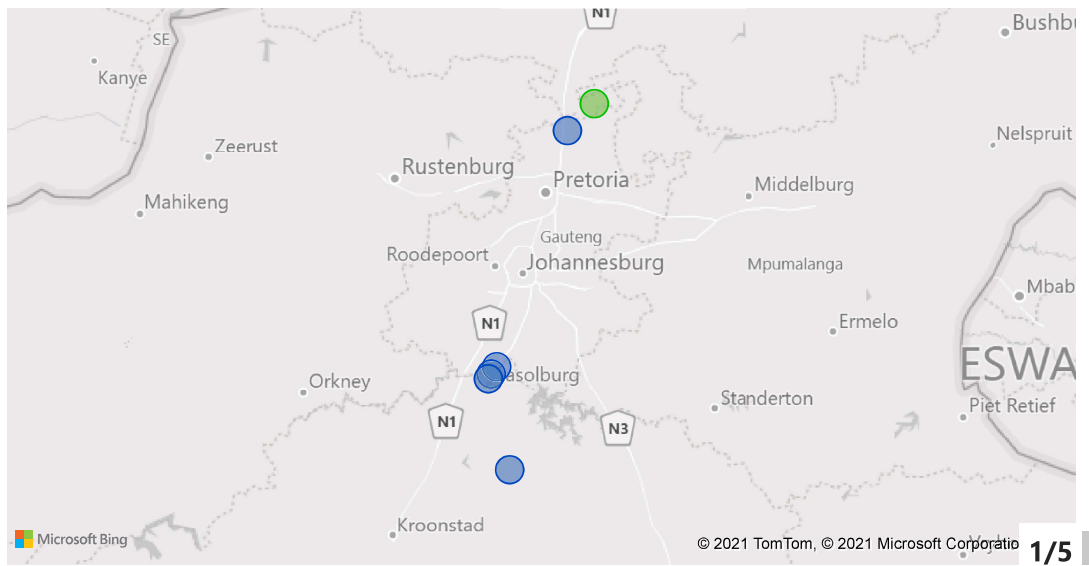 N1
Bushbu
SE
Kanye
Nelspruit
Zeerust
Rustenburg
Pretoria
Middelburg
Mahikeng
Gauteng
Roodepoort
Johannesburg
Mpumalanga
Mbab
N1
Ermelo
ESWA
asolburg
Orkney
Standerton
Piet Retief
N1
N3
Kroonstad
Microsoft Bing
© 2021 TomTom, © 2021 Microsoft Corporatio
1/5